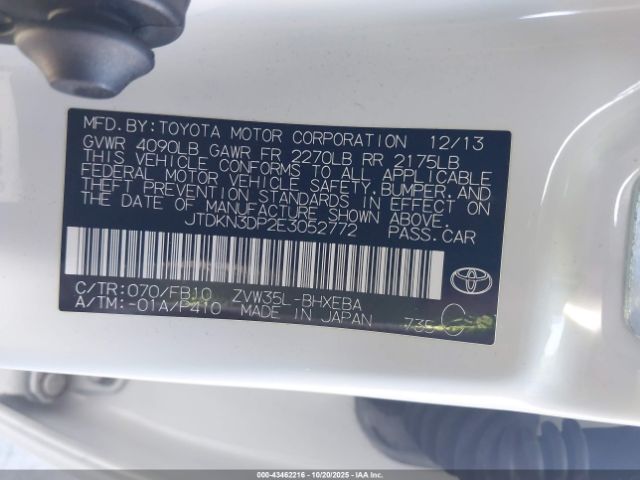 MFD.BY:TOYOTA MOTOR CORPORATION 12/13
GVWR 4090LB GAWR FR 2270LB RR 2175LB
THIS VEHICLE CONFORMS TO ALL APPLICABLE
FEDERAL MOTOR VEHICLE SAFETY,BUMPER,AND
THEFT PREVENTION STANDARDS IN EFFECT ON
THE DATE OF MANUFACTURE SHOWN ABOVE.
JTDKN3DP2E3052772 PASS.CAR
C/TR:070/FB10 ZVW35L-BHXEBA
A/TM:-01A/P410 MADE IN JAPAN 735 C
000-43462216 - 10/20/2025 - IAA Inc. ©